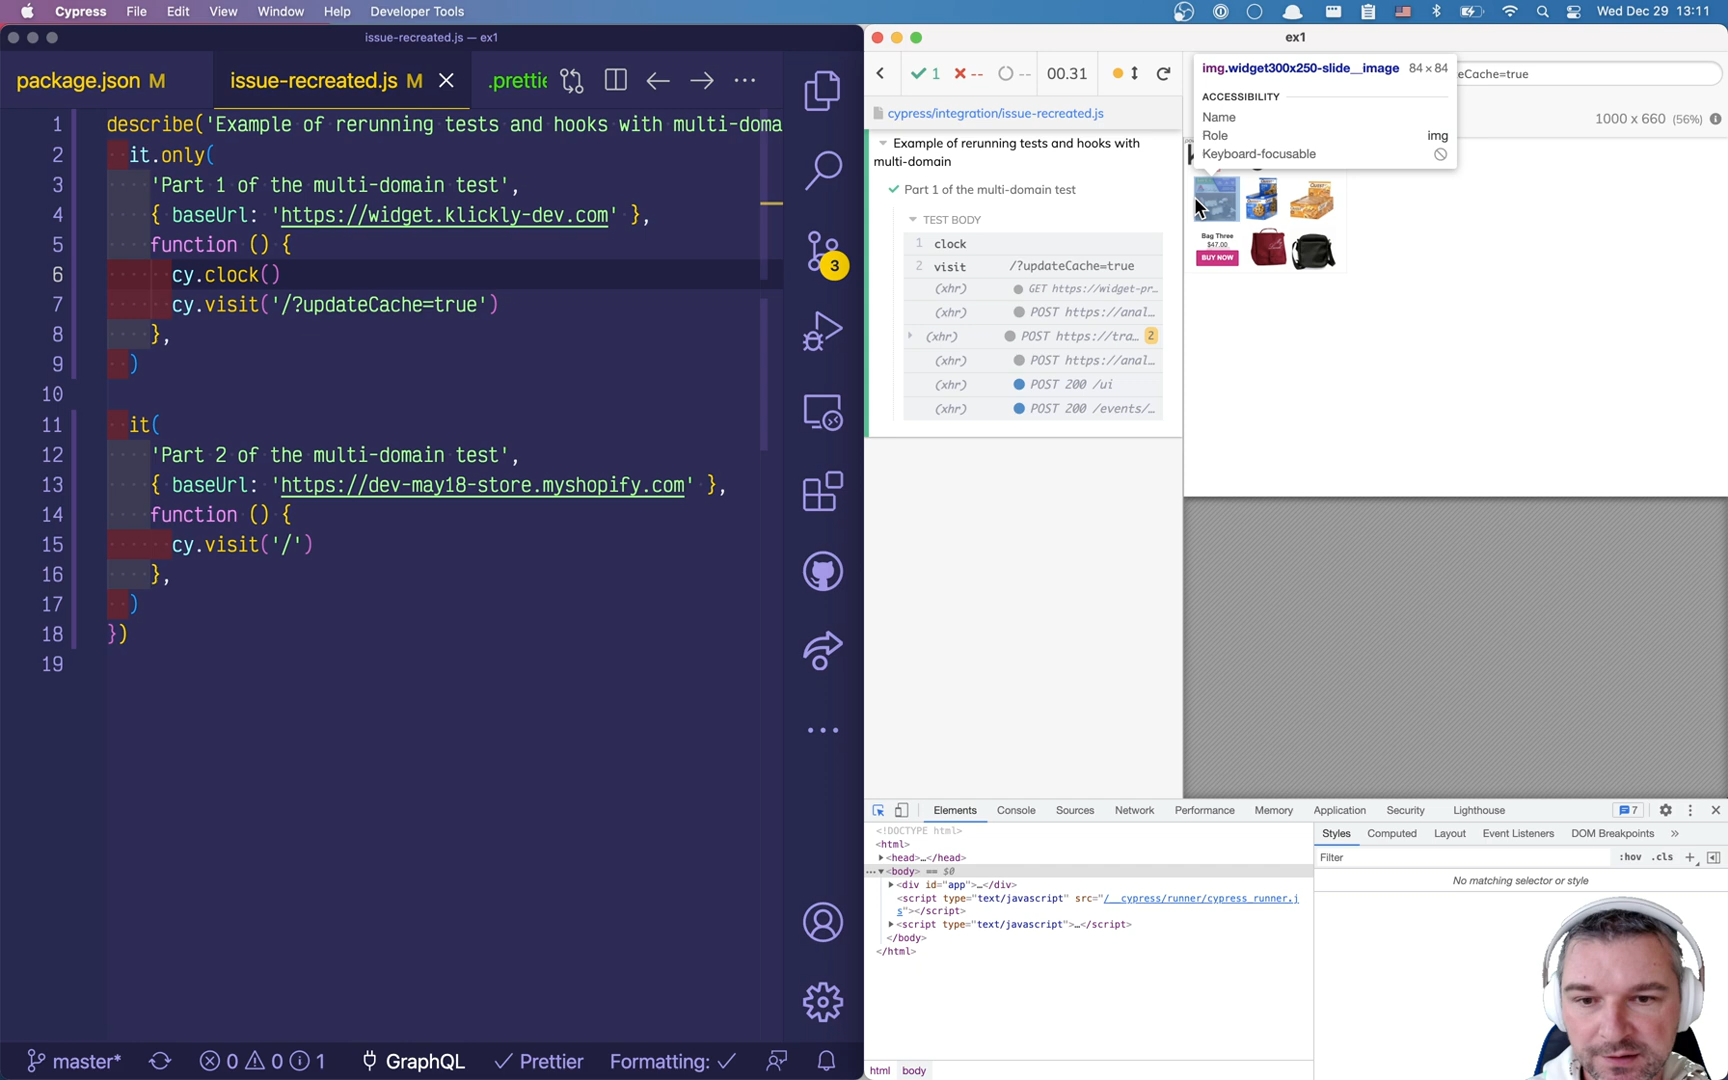 Cypress File Edit View Window Help Developer Tools Wed Dec 29 13:11
issue-recreated.js — ex1
package.json M issue-recreated.js M .prettie
1 describe('Example of rerunning tests and hooks with multi-doma
2 it.only(
3 'Part 1 of the multi-domain test',
4 { baseUrl: 'https://widget.klickly-dev.com' },
5 function () {
6 cy.clock()
7 cy.visit('/?updateCache=true')
8 },
9 )
10
11 it(
12 'Part 2 of the multi-domain test',
13 { baseUrl: 'https://dev-may18-store.myshopify.com' },
14 function () {
15 cy.visit('/')
16 },
17 )
18 })
19
3
master* 0 0 1 GraphQL Prettier Formatting:
ex1
1 -- -- 00.31
eCache=true
cypress/integration/issue-recreated.js
1000 x 660 (56%)
Example of rerunning tests and hooks with
multi-domain
Part 1 of the multi-domain test
TEST BODY
1 clock
2 visit /?updateCache=true
(xhr) GET https://widget-pr...
(xhr) POST https://anal...
(xhr) POST https://tra... 2
(xhr) POST https://anal...
(xhr) POST 200 /ui
(xhr) POST 200 /events/...
img.widget300x250-slide__image 84×84
ACCESSIBILITY
Name
Role img
Keyboard-focusable
Bag Three
$47.00
BUY NOW
Elements Console Sources Network Performance Memory Application Security Lighthouse 7
<!DOCTYPE html>
<html>
<head>…</head>
<body> == $0
<div id="app">…</div>
<script type="text/javascript" src="/__cypress/runner/cypress_runner.j
s"></script>
<script type="text/javascript">…</script>
</body>
</html>
html body
Styles Computed Layout Event Listeners DOM Breakpoints
Filter :hov .cls
No matching selector or style